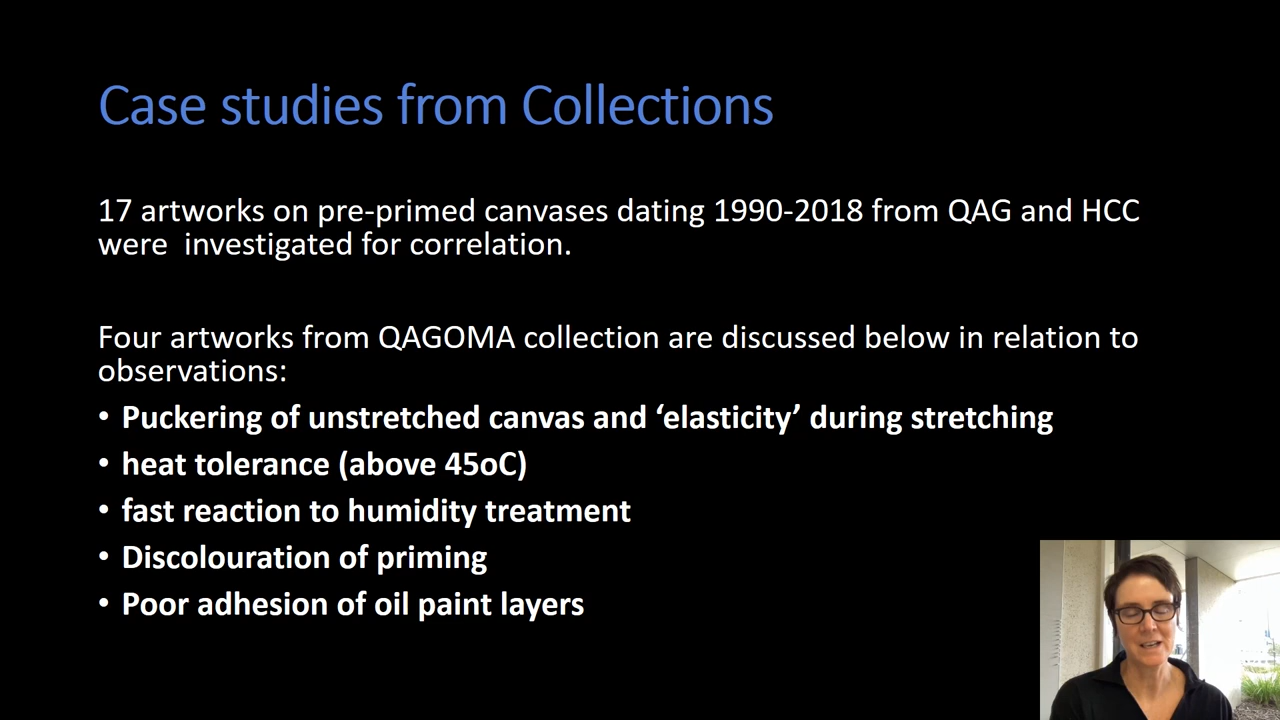 Case studies from Collections
17 artworks on pre-primed canvases dating 1990-2018 from QAG and HCC
were  investigated for correlation.
Four artworks from QAGOMA collection are discussed below in relation to
observations:
• Puckering of unstretched canvas and ‘elasticity’ during stretching
• heat tolerance (above 45oC)
• fast reaction to humidity treatment
• Discolouration of priming
• Poor adhesion of oil paint layers